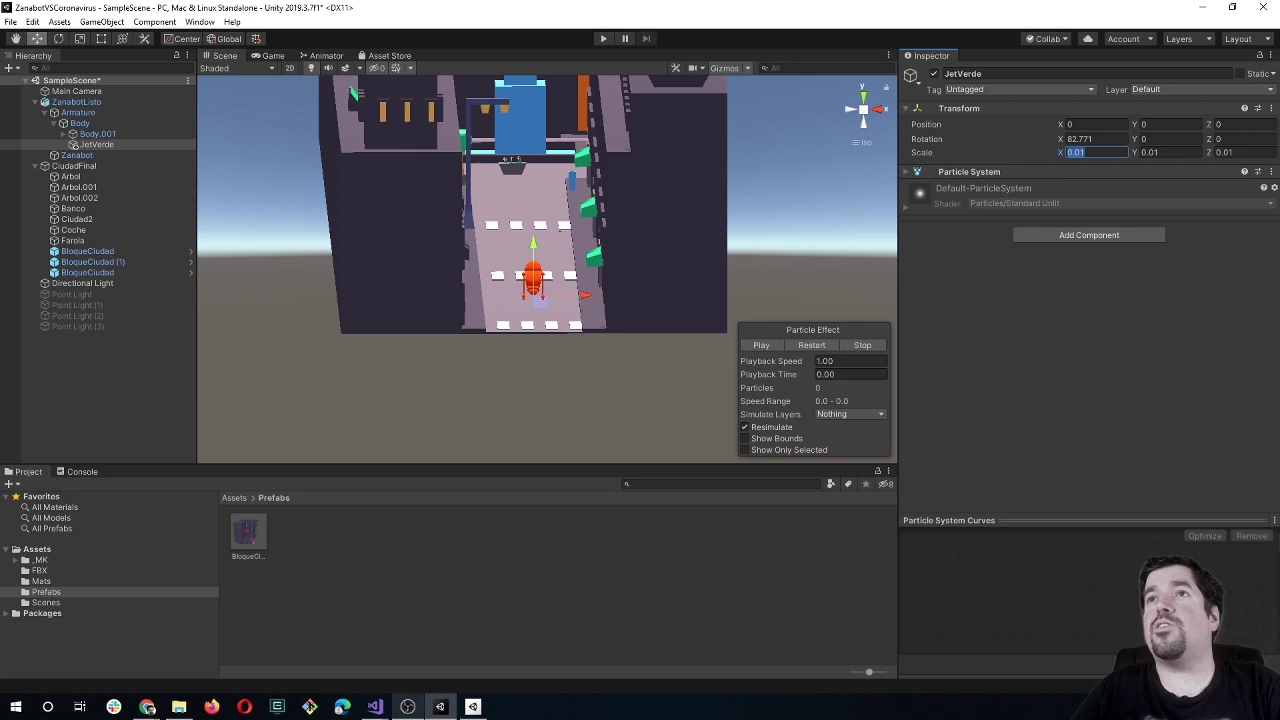 ZanabotVSCoronavirus - SampleScene - PC, Mac & Linux Standalone - Unity 2019.3.7f1* <DX11>
File Edit Assets GameObject Component Window Help
Center Global Collab Account Layers Layout
Hierarchy Scene Game Animator Asset Store Inspector
All Shaded 2D 0 Gizmos All JetVerde Static
SampleScene*
Main Camera
ZanabotListo
Armature
Body
Body.001
JetVerde
Zanabot
CiudadFinal
Arbol
Arbol.001
Arbol.002
Banco
Ciudad2
Coche
Farola
BloqueCiudad
BloqueCiudad (1)
BloqueCiudad
Directional Light
Point Light
Point Light (1)
Point Light (2)
Point Light (3)
y
x
Iso
Particle Effect
Play Restart Stop
Playback Speed 1.00
Playback Time 0.00
Particles 0
Speed Range 0.0 - 0.0
Simulate Layers Nothing
Resimulate
Show Bounds
Show Only Selected
Tag Untagged Layer Default
Transform
Position X 0 Y 0 Z 0
Rotation X 82.771 Y 0 Z 0
Scale X 0.01 Y 0.01 Z 0.01
Particle System
Default-ParticleSystem
Shader Particles/Standard Unlit
Add Component
Particle System Curves
Optimize Remove
Project Console
8
Favorites
All Materials
All Models
All Prefabs
Assets
_MK
FBX
Mats
Prefabs
Scenes
Packages
Assets > Prefabs
BloqueCi...